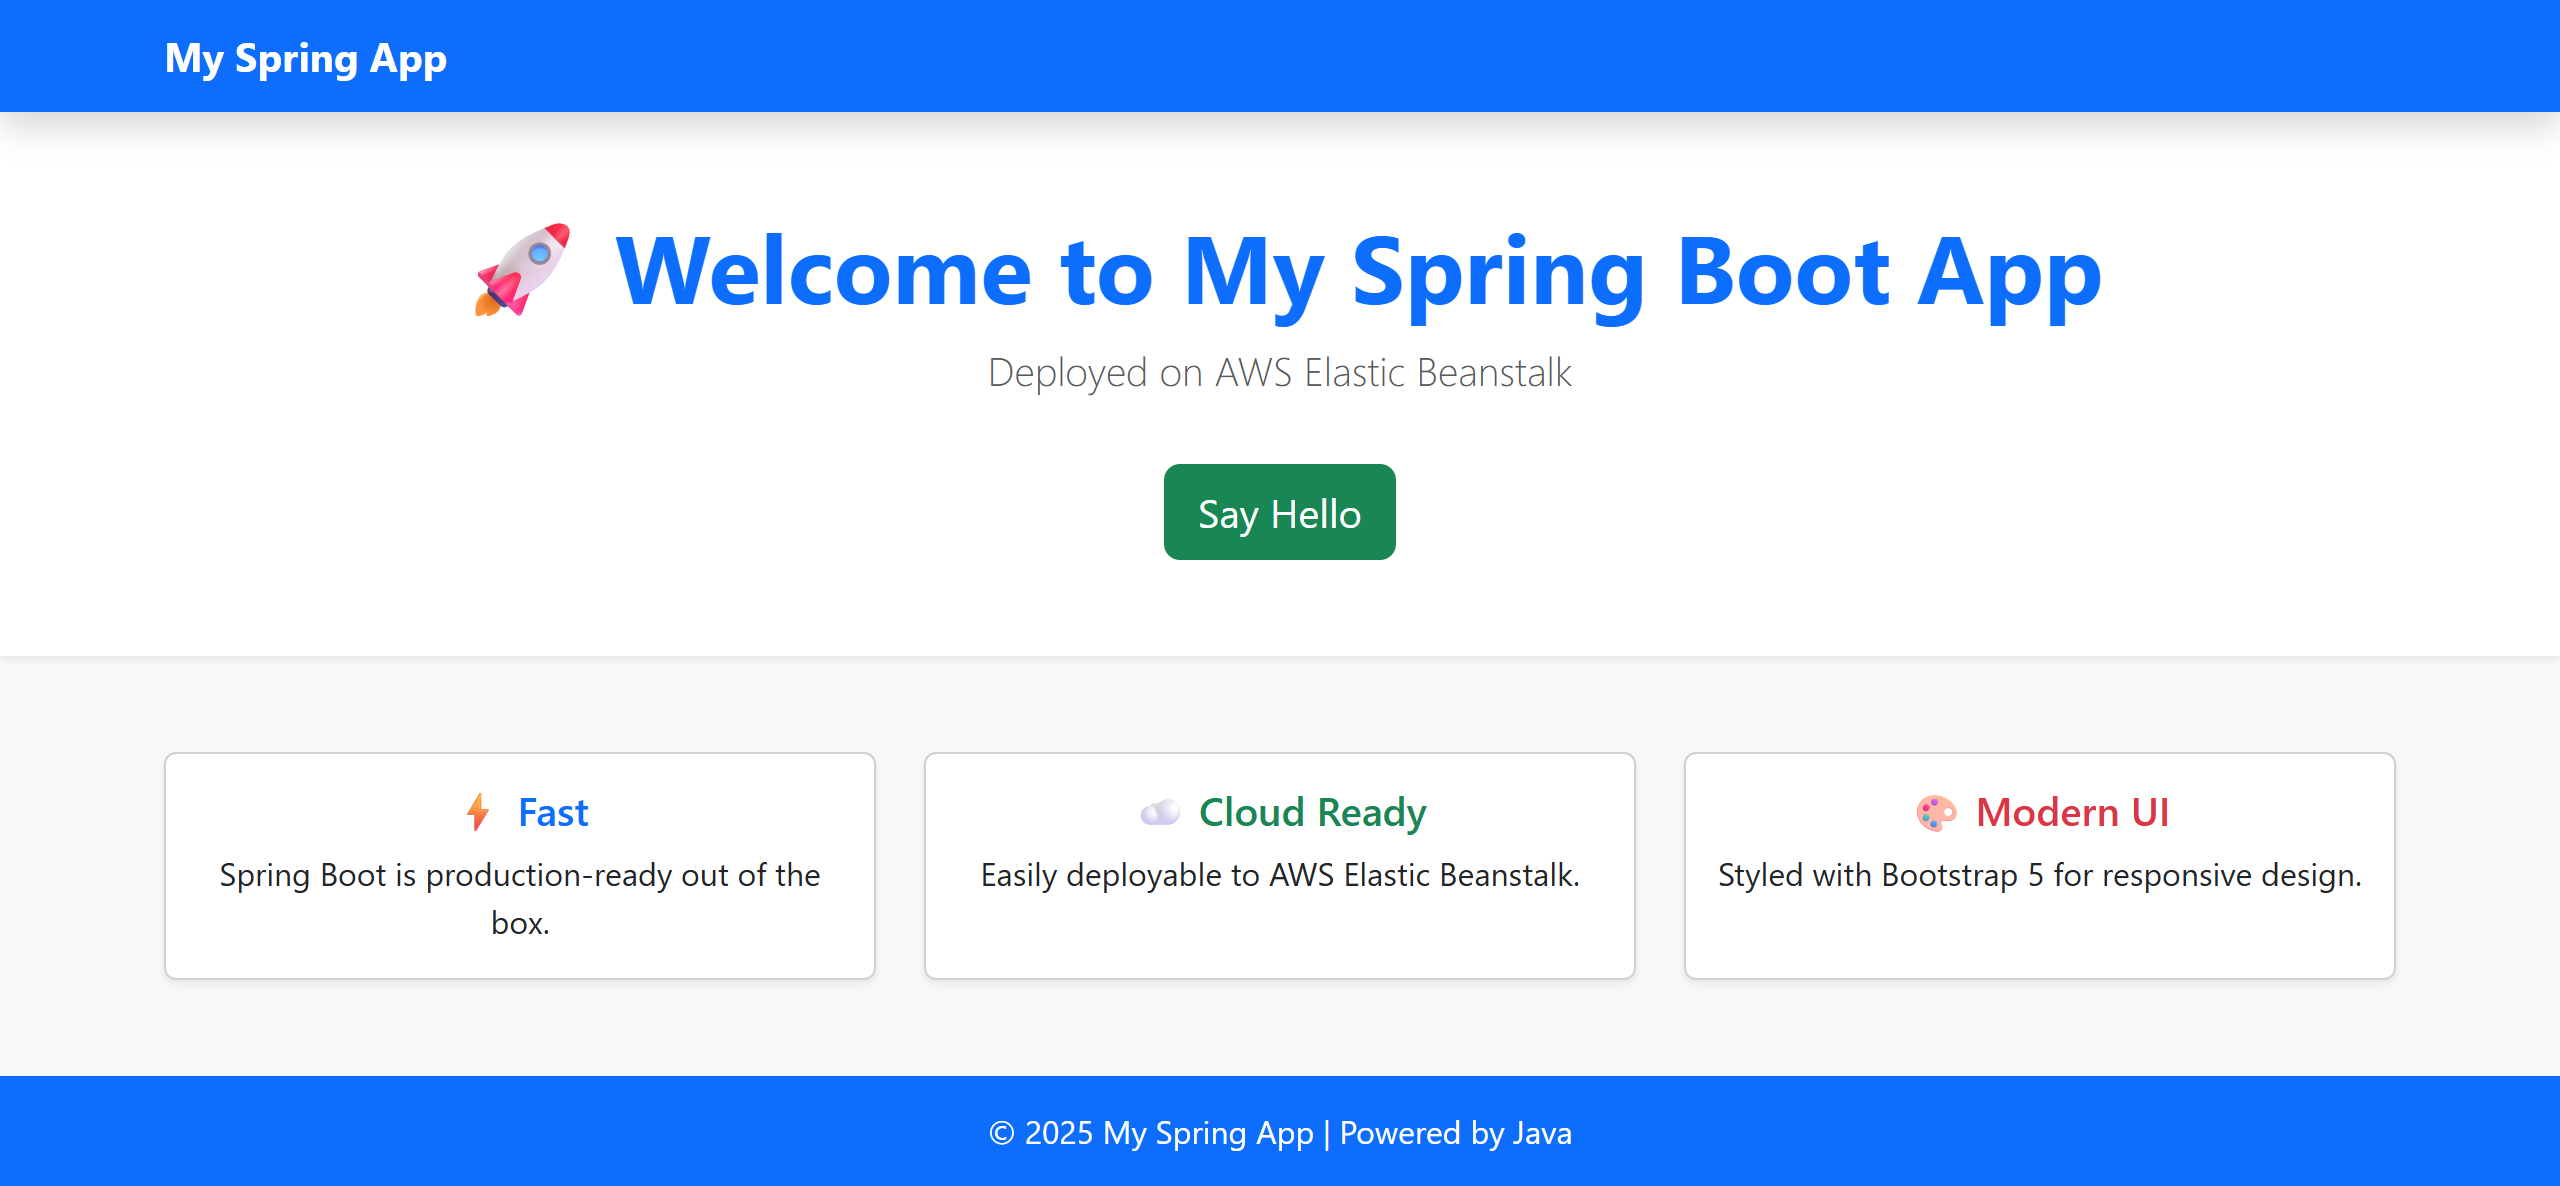 My Spring App
🚀 Welcome to My Spring Boot App
Deployed on AWS Elastic Beanstalk
Say Hello
⚡ Fast
Spring Boot is production-ready out of the
box.
☁️ Cloud Ready
Easily deployable to AWS Elastic Beanstalk.
🎨 Modern UI
Styled with Bootstrap 5 for responsive design.
© 2025 My Spring App | Powered by Java